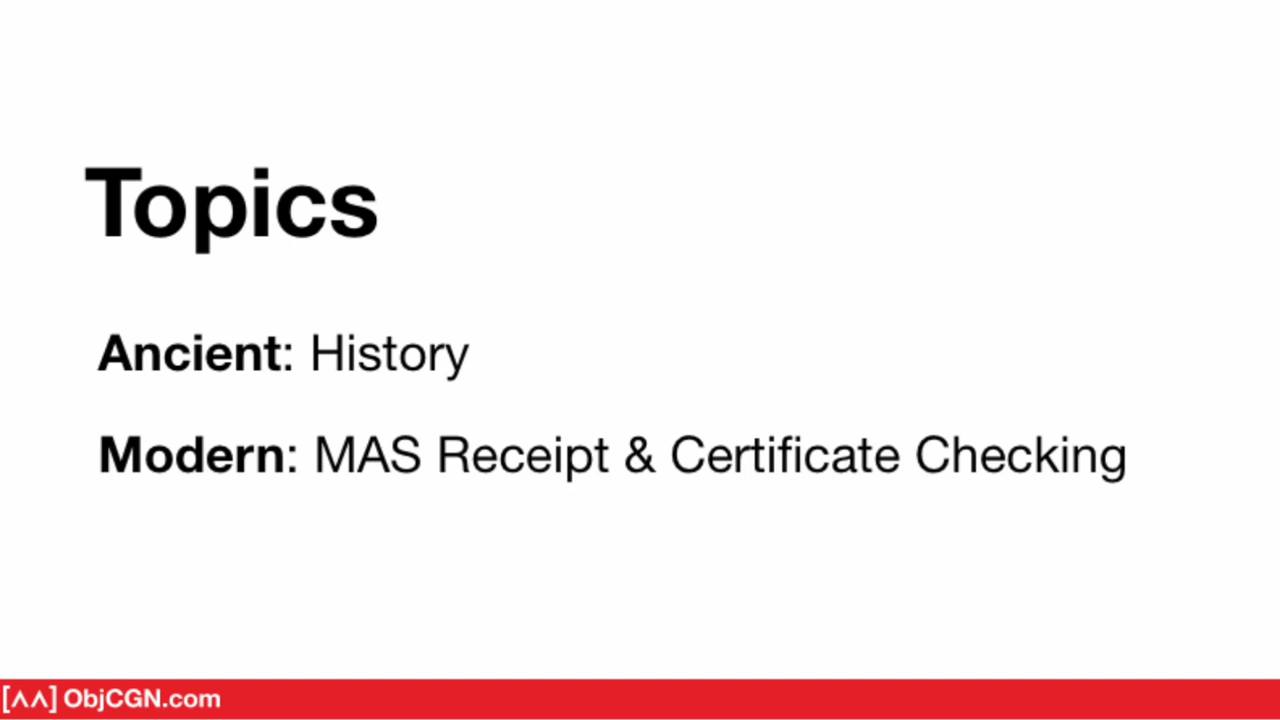 Topics
Ancient: History
Modern: MAS Receipt & Certificate Checking
[ʌʌ] ObjCGN.com